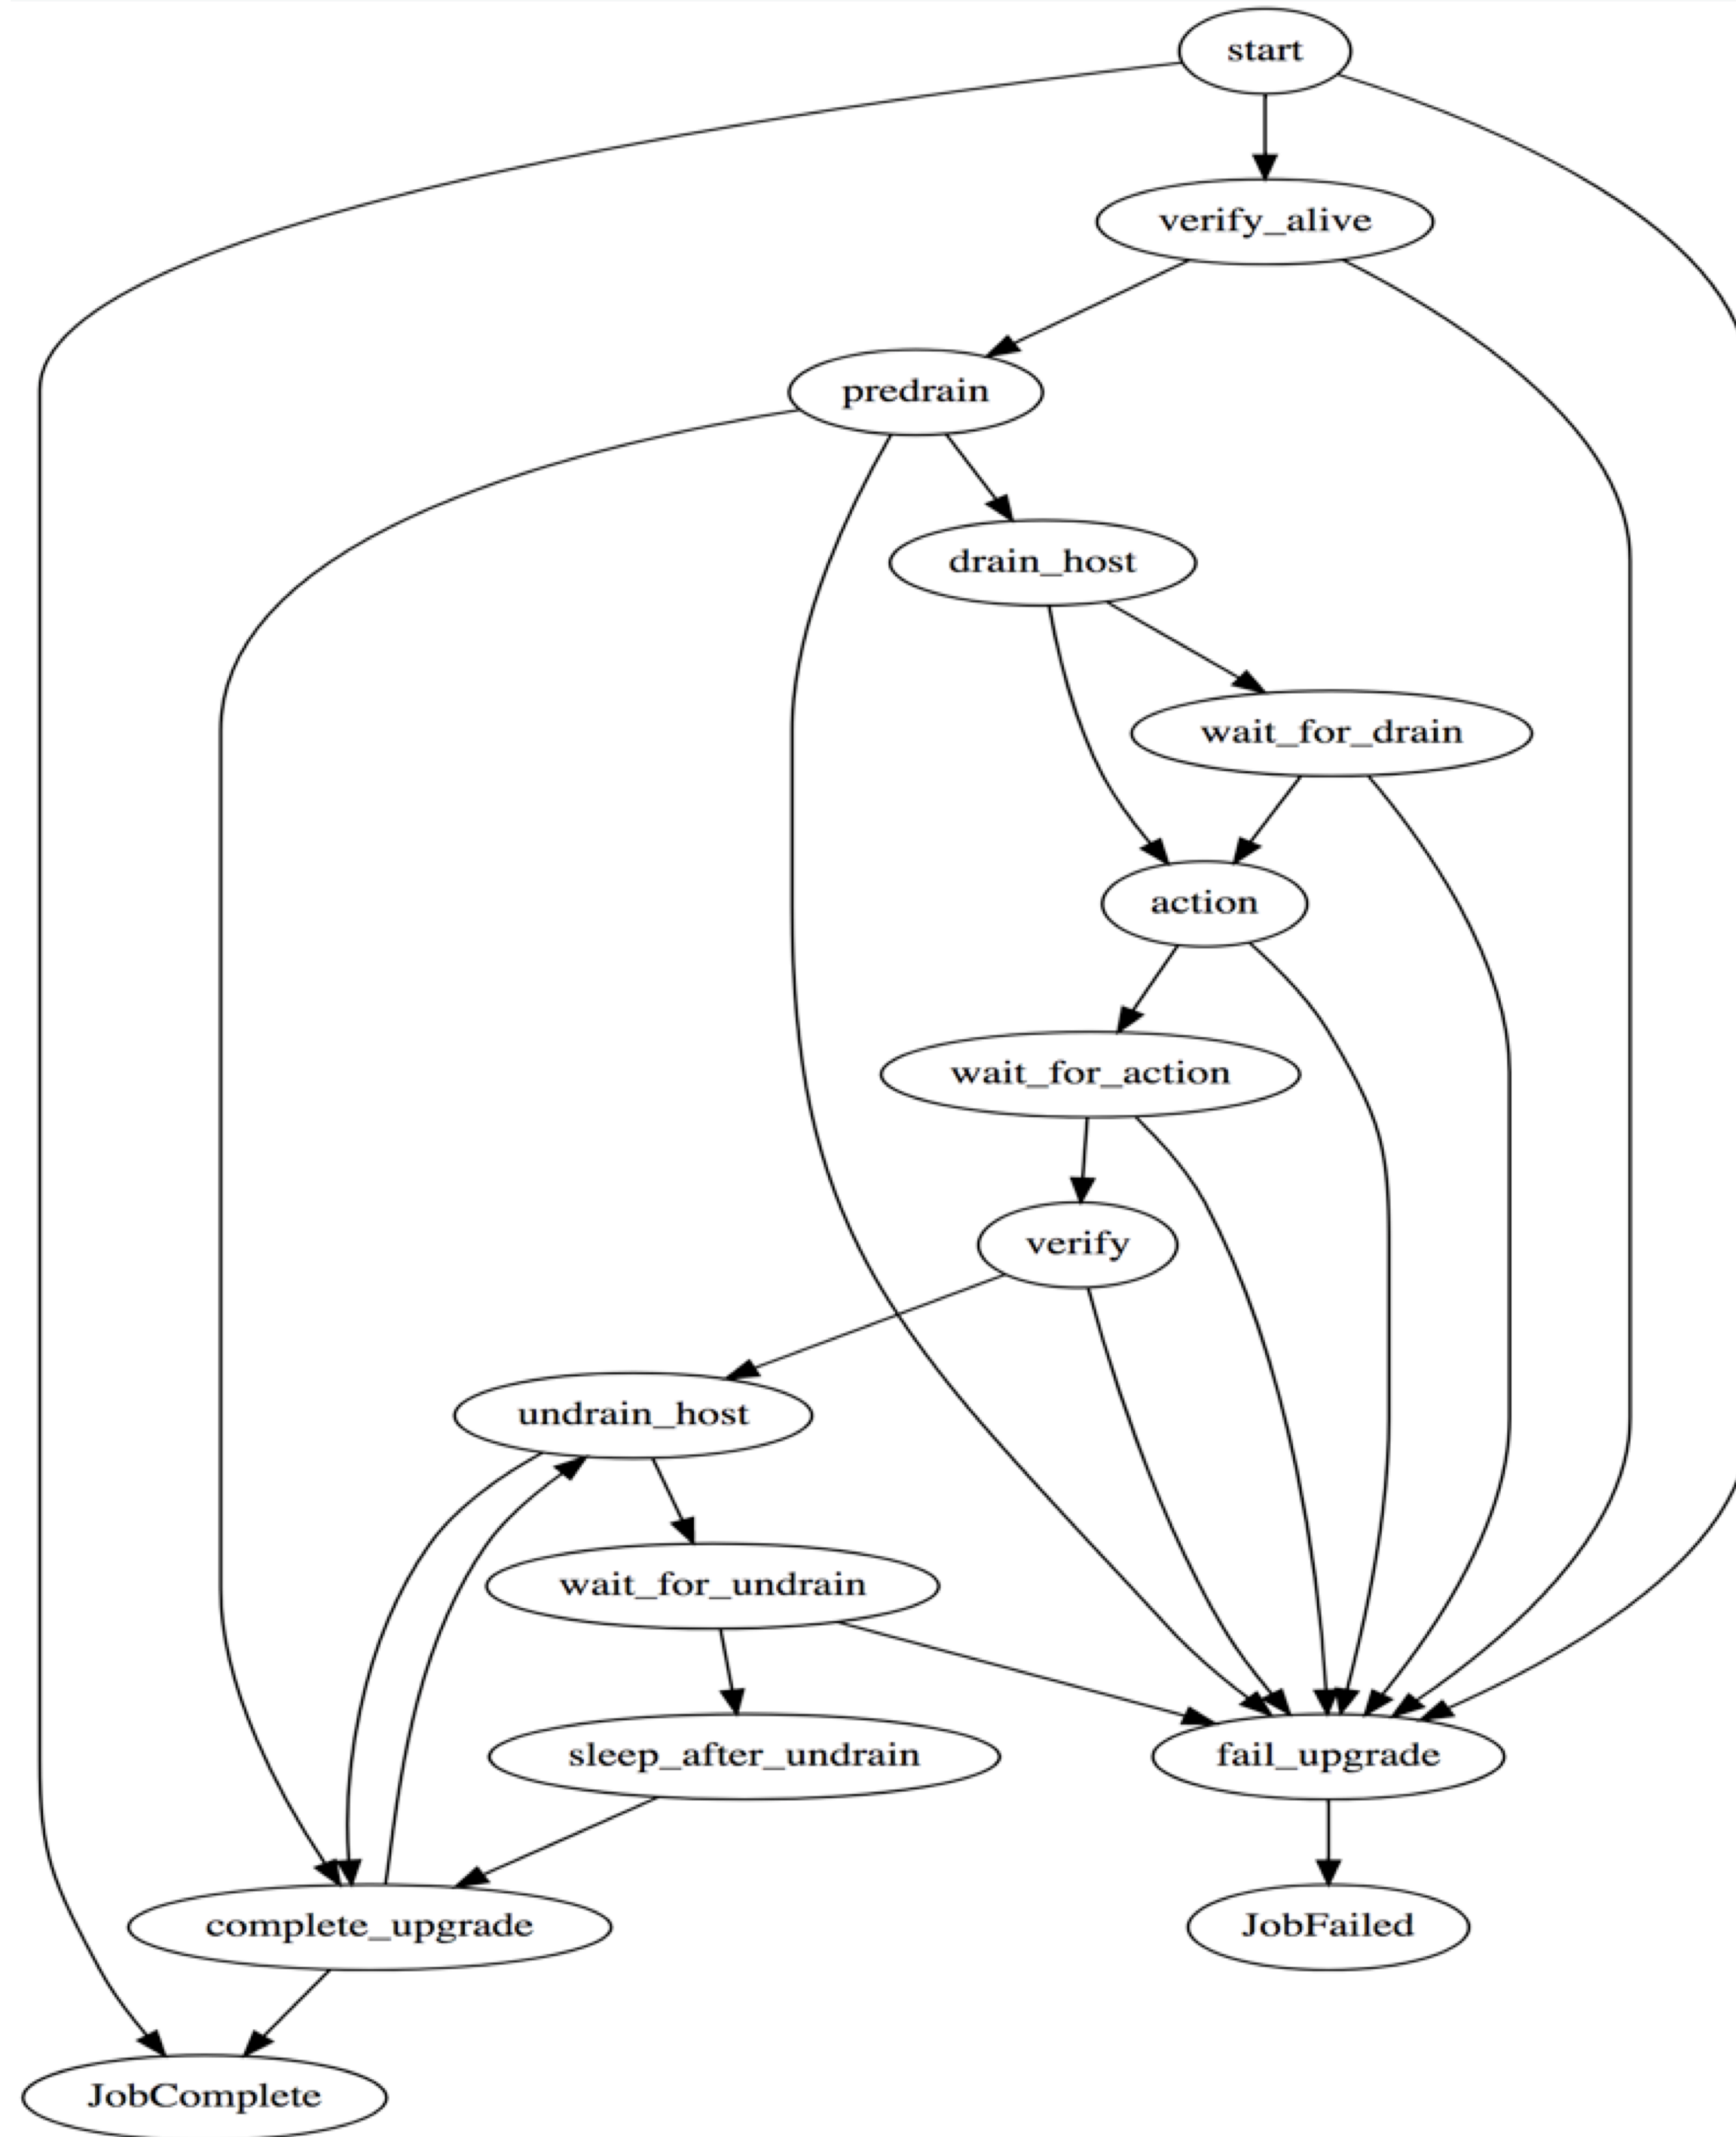 start
verify_alive
predrain
drain_host
wait_for_drain
action
wait_for_action
verify
undrain_host
wait_for_undrain
sleep_after_undrain
fail_upgrade
complete_upgrade
JobFailed
JobComplete